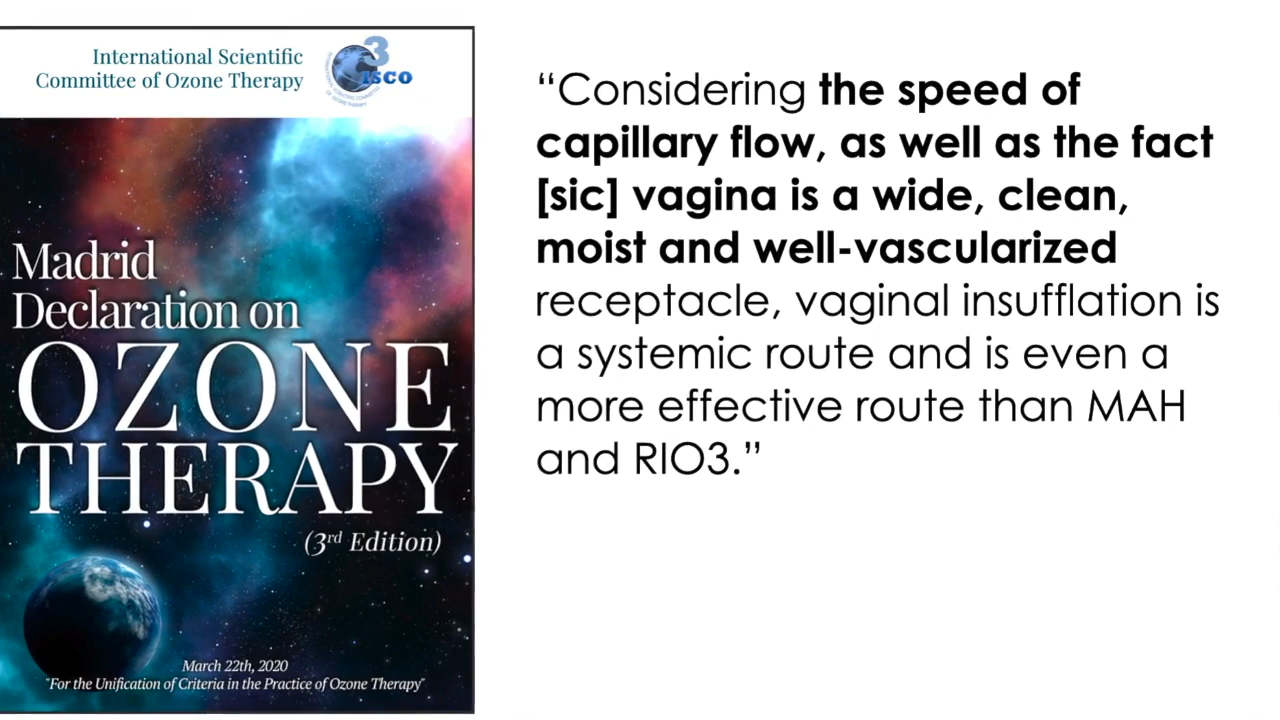 International Scientific
Committee of Ozone Therapy
3
ISCO
Madrid
Declaration on
OZONE
THERAPY
(3rd Edition)
March 22th, 2020
"For the Unification of Criteria in the Practice of Ozone Therapy"
“Considering the speed of
capillary flow, as well as the fact
[sic] vagina is a wide, clean,
moist and well-vascularized
receptacle, vaginal insufflation is
a systemic route and is even a
more effective route than MAH
and RIO3.”